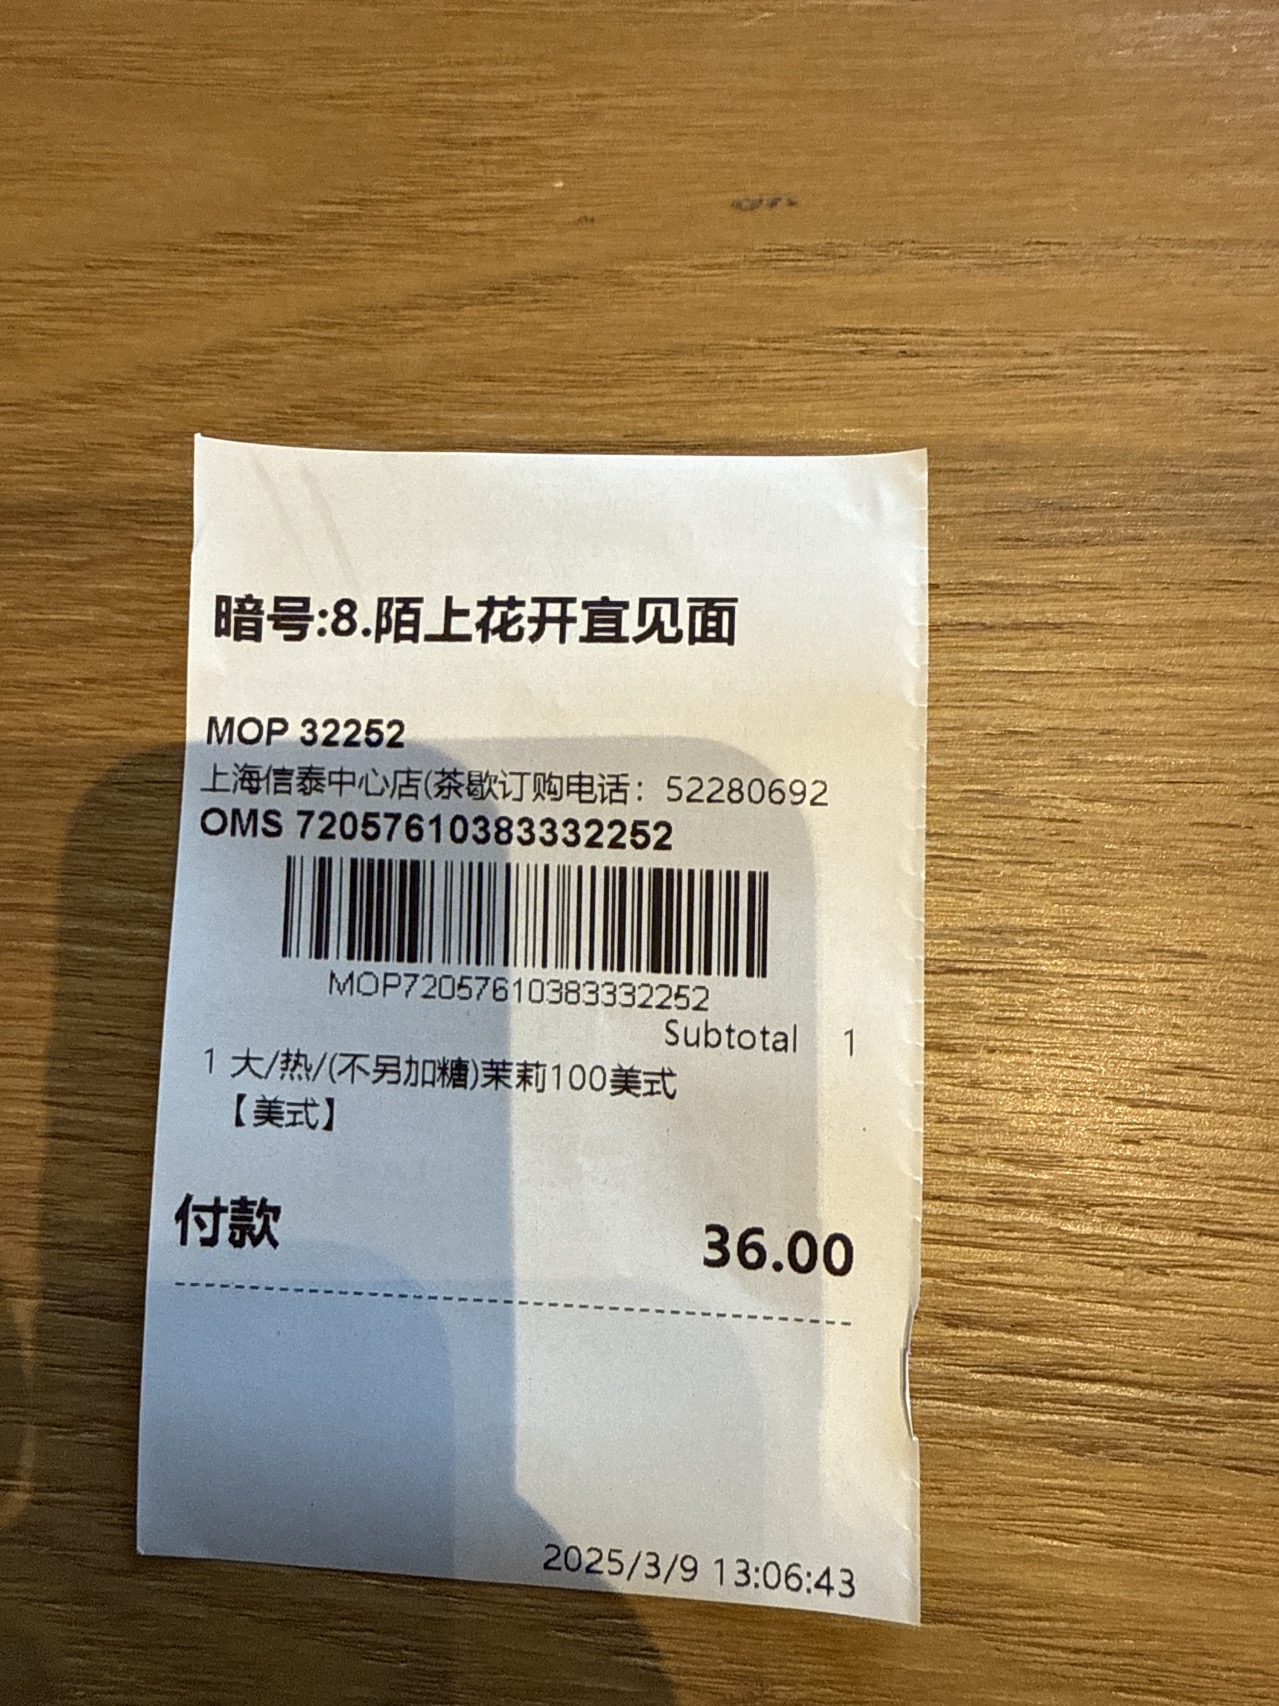 暗号:8.陌上花开宜见面
MOP 32252
上海信泰中心店(茶歇订购电话：52280692
OMS 72057610383332252
MOP72057610383332252
Subtotal 1
1 大/热/(不另加糖)茉莉100美式
【美式】
付款 36.00
2025/3/9 13:06:43